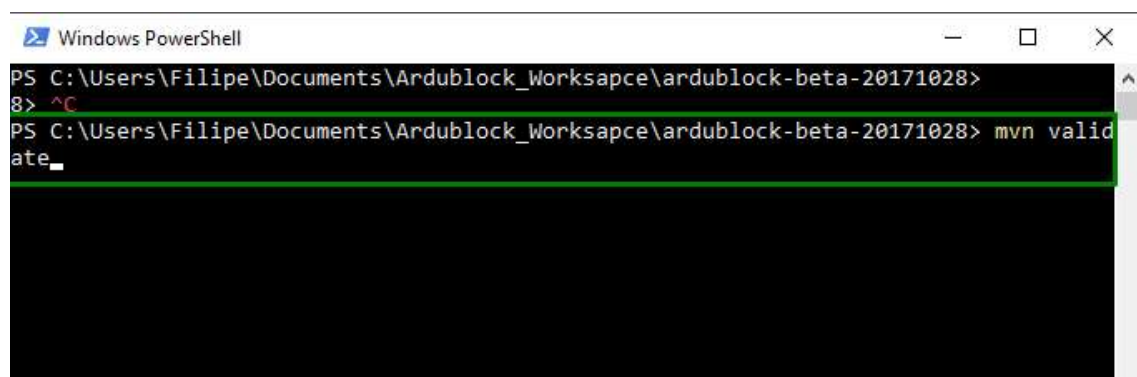 Windows PowerShell
PS C:\Users\Filipe\Documents\Ardublock_Worksapce\ardublock-beta-20171028>
8> ^C
PS C:\Users\Filipe\Documents\Ardublock_Worksapce\ardublock-beta-20171028> mvn valid
ate